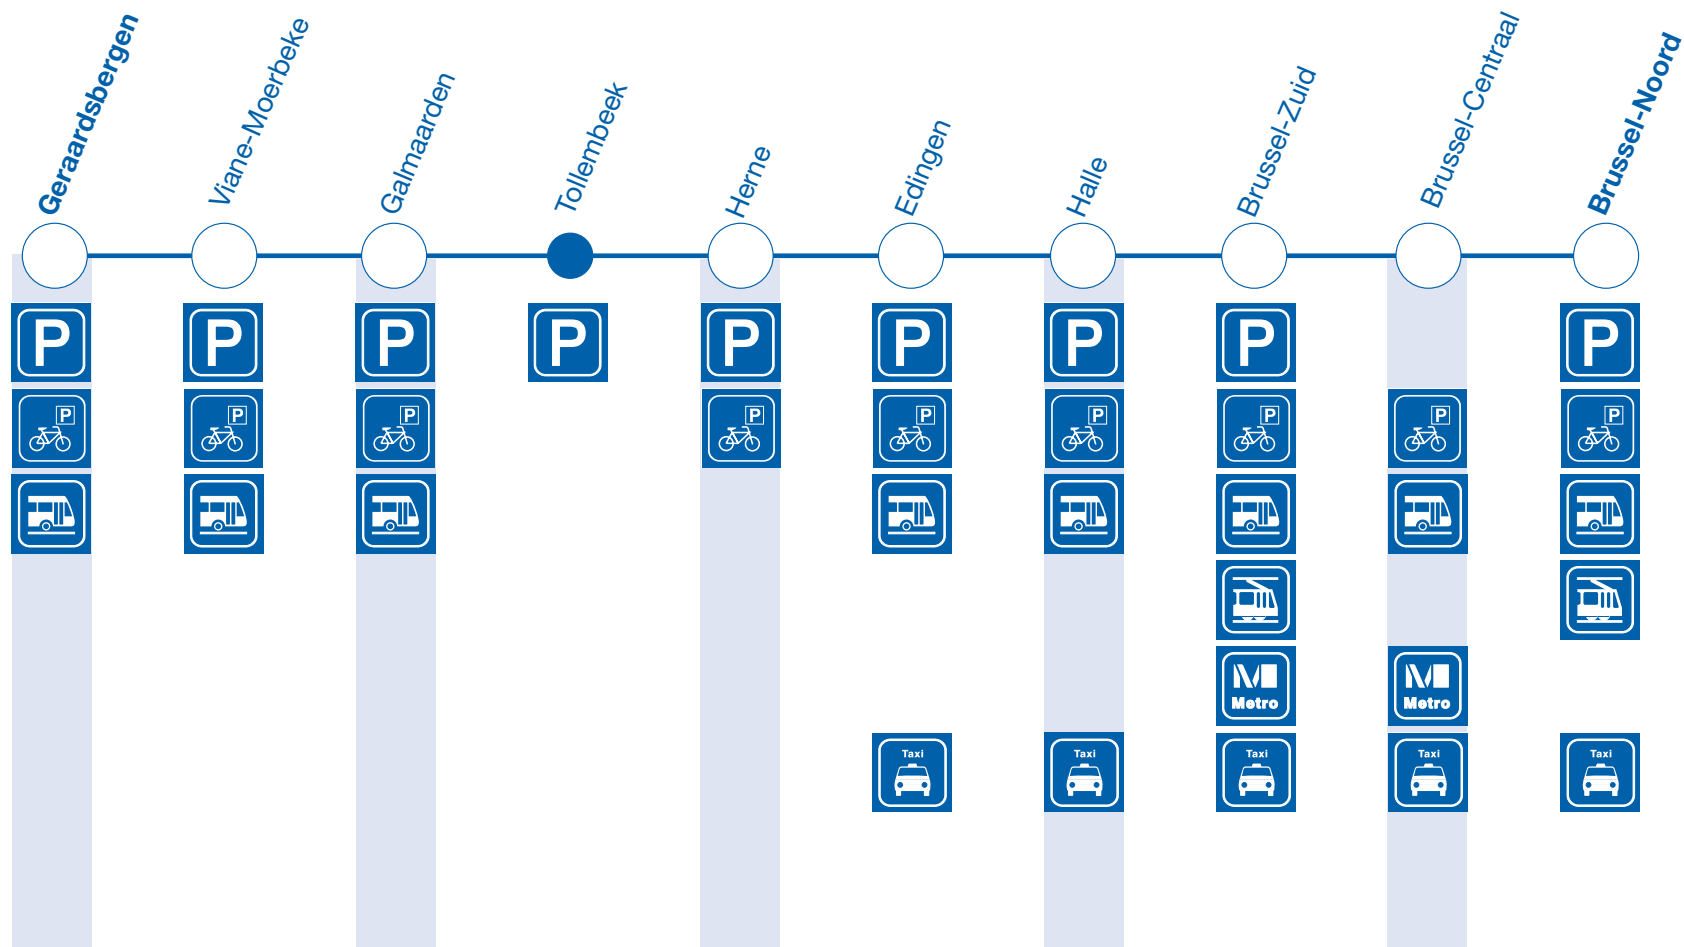 Geraardsbergen
Viane-Moerbeke
Galmaarden
Tollembeek
Herne
Edingen
Halle
Brussel-Zuid
Brussel-Centraal
Brussel-Noord
P P P P P P P P P
P P P P P P P P P
Metro Metro
Taxi Taxi Taxi Taxi Taxi